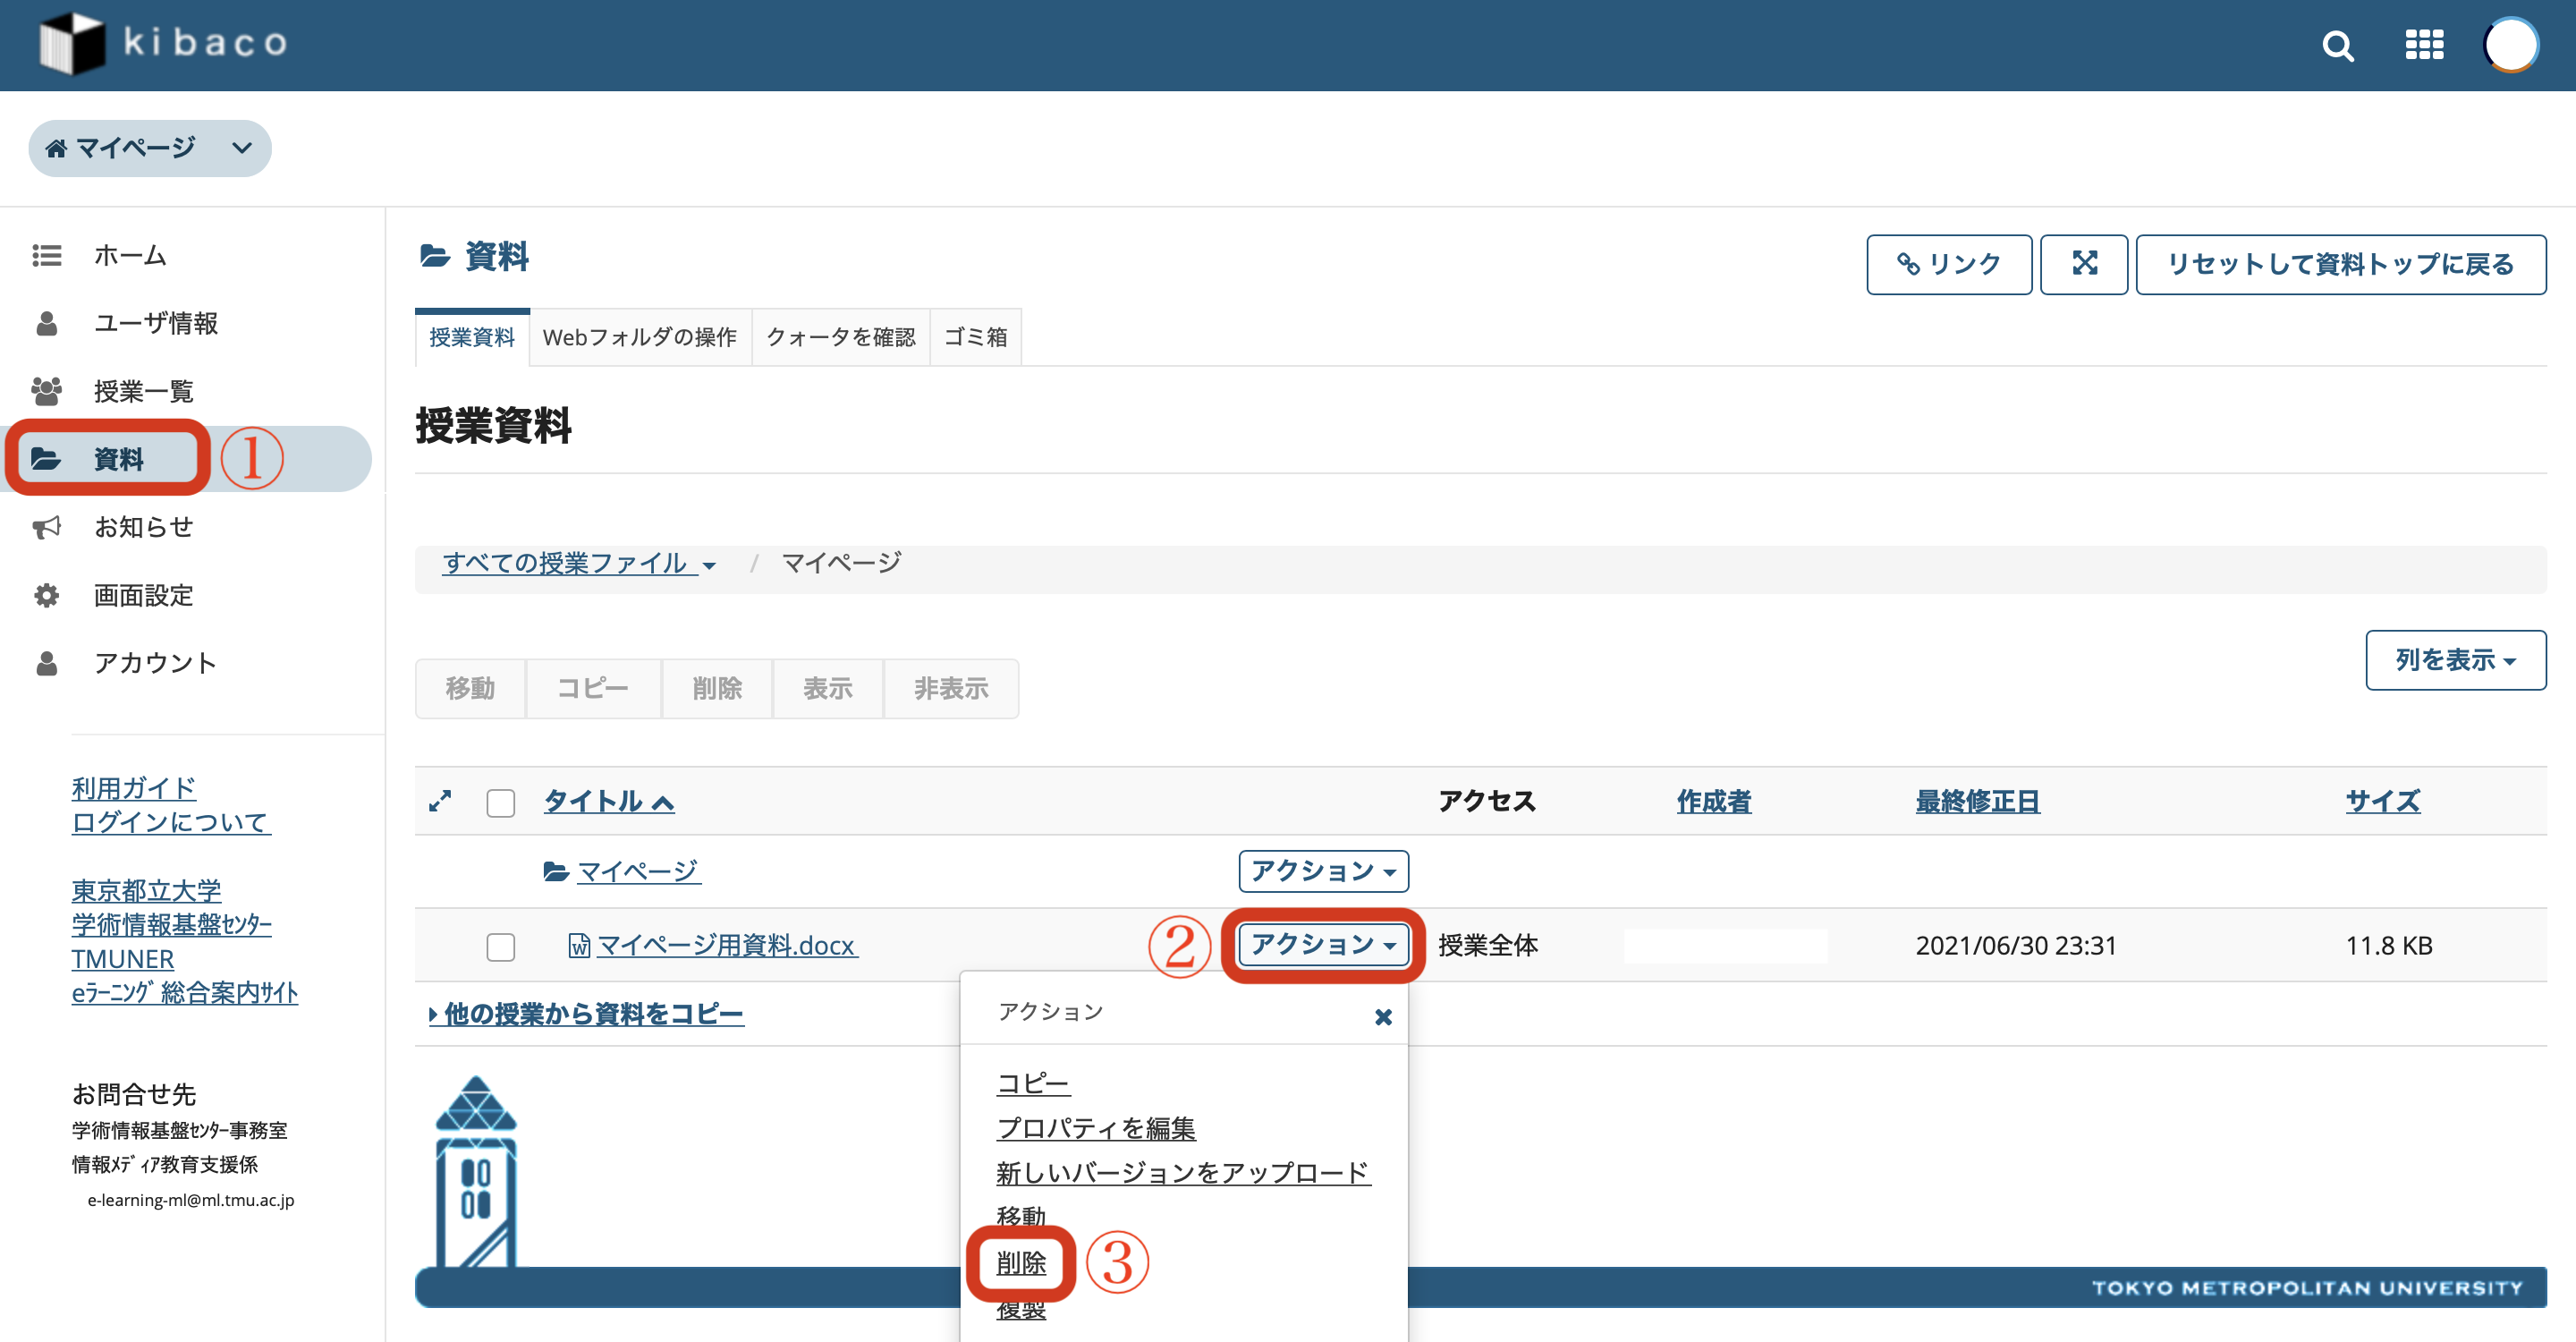 kibaco
マイページ
ホーム
ユーザ情報
授業一覧
資料 ①
お知らせ
画面設定
アカウント
利用ガイド
ログインについて
東京都立大学
学術情報基盤ｾﾝﾀｰ
TMUNER
eﾗｰﾆﾝｸﾞ総合案内ｻｲﾄ
お問合せ先
学術情報基盤ｾﾝﾀｰ事務室
情報ﾒﾃﾞｨｱ教育支援係
e-learning-ml@ml.tmu.ac.jp
資料
リンク リセットして資料トップに戻る
授業資料 Webフォルダの操作 クォータを確認 ゴミ箱
授業資料
すべての授業ファイル / マイページ
列を表示
移動 コピー 削除 表示 非表示
タイトル アクセス 作成者 最終修正日 サイズ
マイページ アクション
マイページ用資料.docx ② アクション 授業全体 2021/06/30 23:31 11.8 KB
他の授業から資料をコピー
アクション
コピー
プロパティを編集
新しいバージョンをアップロード
移動
削除 ③
複製
TOKYO METROPOLITAN UNIVERSITY